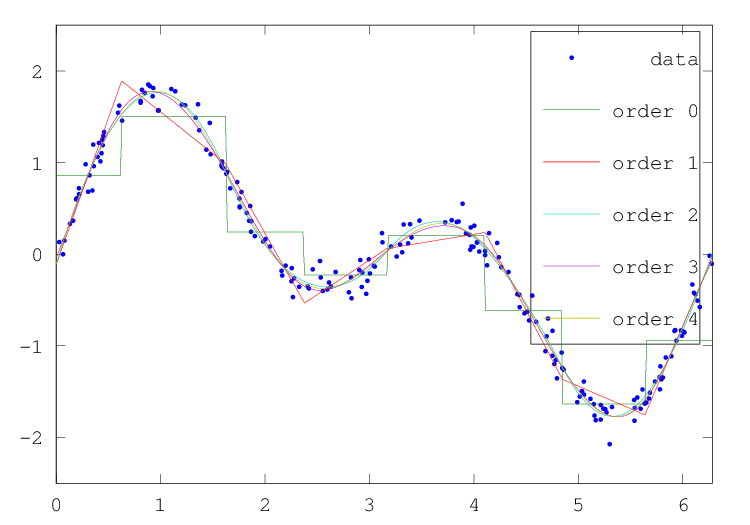 2
1
0
-1
-2
0 1 2 3 4 5 6
data
order 0
order 1
order 2
order 3
order 4